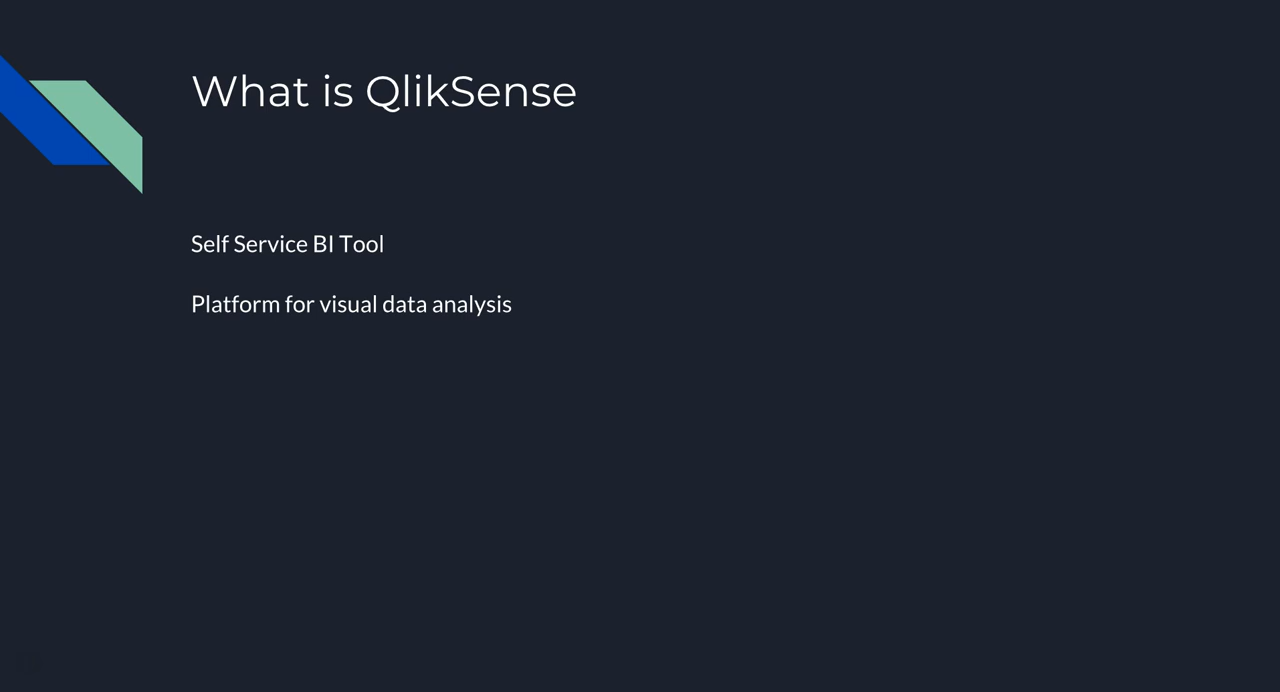 What is QlikSense
Self Service BI Tool
Platform for visual data analysis